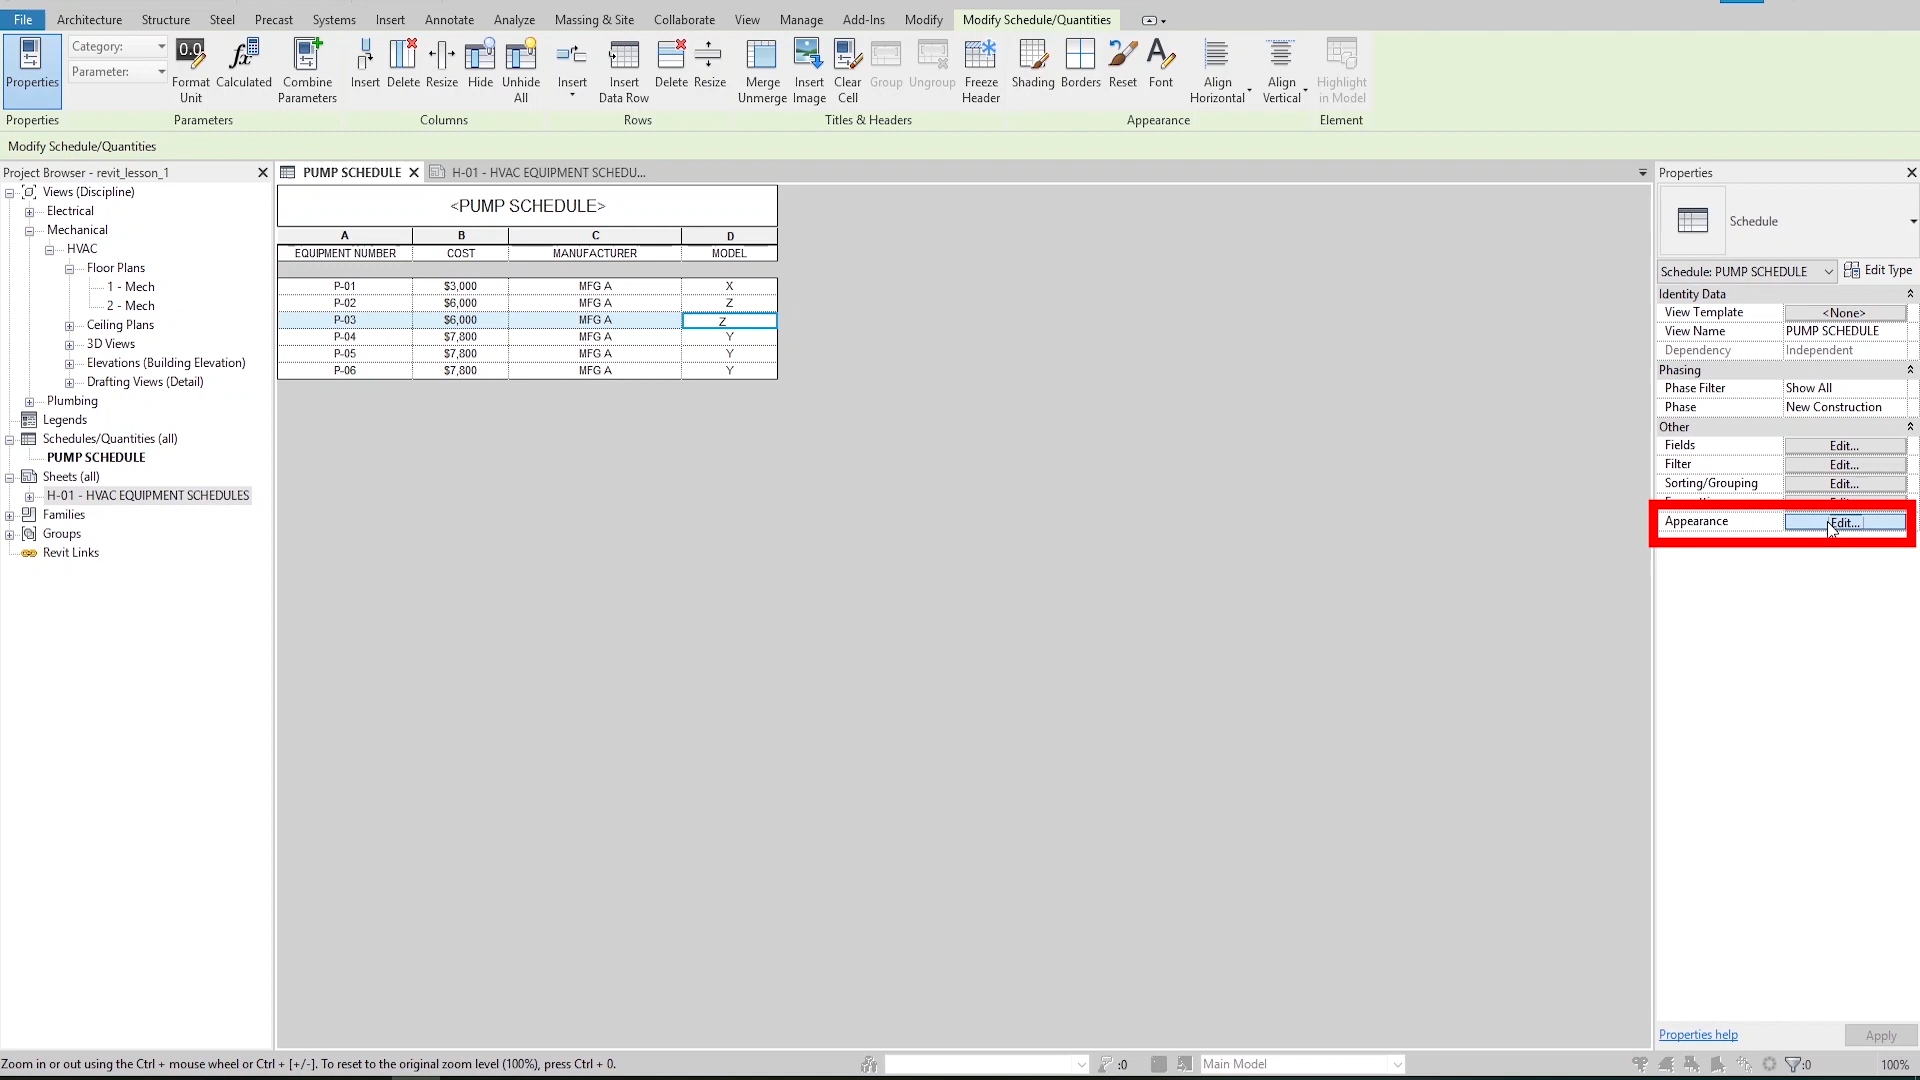 File Architecture Structure Steel Precast Systems Insert Annotate Analyze Massing & Site Collaborate View Manage Add-Ins Modify Modify Schedule/Quantities
Properties
Category:
Parameter:
0.0
Format Unit
Calculated
Combine Parameters
Insert Delete Resize Hide Unhide All
Insert
Insert Data Row
Delete Resize
Merge Unmerge
Insert Image
Clear Cell
Group Ungroup
Freeze Header
Shading Borders Reset Font
Align Horizontal
Align Vertical
Highlight in Model
Properties Parameters Columns Rows Titles & Headers Appearance Element
Modify Schedule/Quantities
Project Browser - revit_lesson_1
Views (Discipline)
Electrical
Mechanical
HVAC
Floor Plans
1 - Mech
2 - Mech
Ceiling Plans
3D Views
Elevations (Building Elevation)
Drafting Views (Detail)
Plumbing
Legends
Schedules/Quantities (all)
PUMP SCHEDULE
Sheets (all)
H-01 - HVAC EQUIPMENT SCHEDULES
Families
Groups
Revit Links
PUMP SCHEDULE H-01 - HVAC EQUIPMENT SCHEDU...
<PUMP SCHEDULE>
A B C D
EQUIPMENT NUMBER COST MANUFACTURER MODEL
P-01 $3,000 MFG A X
P-02 $6,000 MFG A Z
P-03 $6,000 MFG A Z
P-04 $7,800 MFG A Y
P-05 $7,800 MFG A Y
P-06 $7,800 MFG A Y
Properties
Schedule
Schedule: PUMP SCHEDULE Edit Type
Identity Data
View Template <None>
View Name PUMP SCHEDULE
Dependency Independent
Phasing
Phase Filter Show All
Phase New Construction
Other
Fields Edit...
Filter Edit...
Sorting/Grouping Edit...
Appearance Edit...
Properties help Apply
Zoom in or out using the Ctrl + mouse wheel or Ctrl + [+/-]. To reset to the original zoom level (100%), press Ctrl + 0. :0 Main Model :0 100%